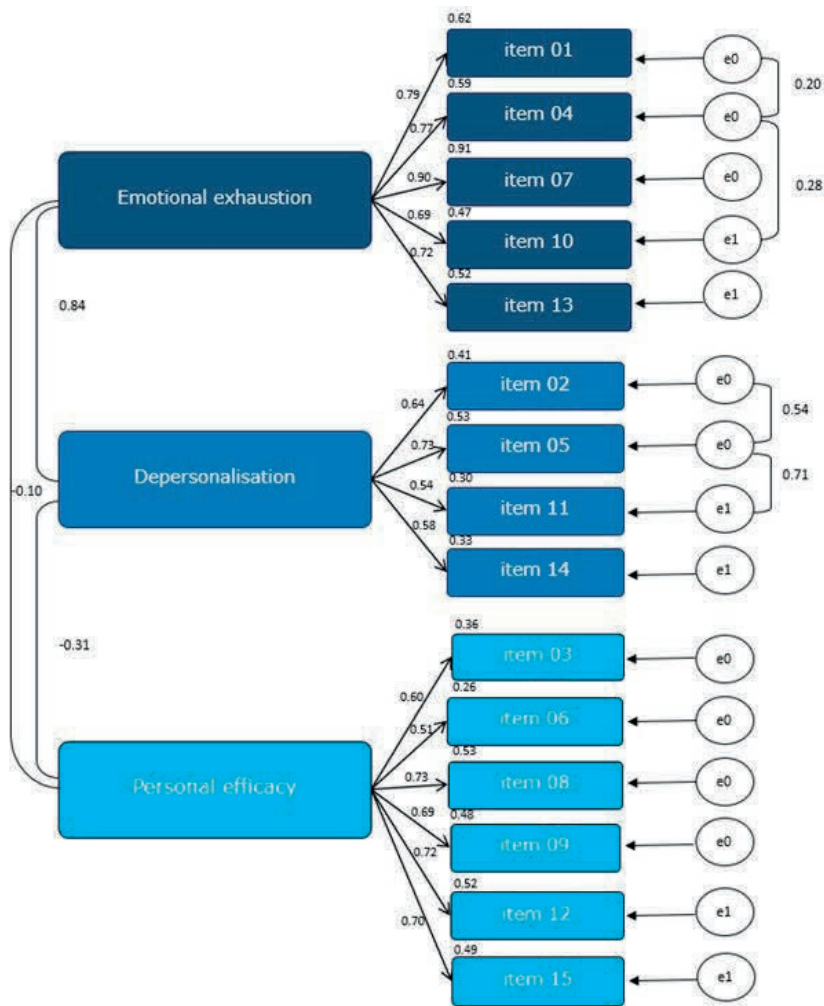 0.62
item 01
e0
0.20
0.79
0.59
item 04
e0
0.77
0.91
item 07
e0
0.28
0.90
Emotional exhaustion
0.69
0.47
item 10
e1
0.72
0.52
item 13
e1
0.84
0.41
item 02
e0
0.54
0.64
0.53
item 05
e0
0.73
Depersonalisation
0.71
0.54
0.30
item 11
e1
-0.10
0.58
0.33
item 14
e1
-0.31
0.36
item 03
e0
0.60
0.26
item 06
e0
0.51
0.53
item 08
e0
0.73
Personal efficacy
0.69
0.48
item 09
e0
0.72
0.52
item 12
e1
0.70
0.49
item 15
e1